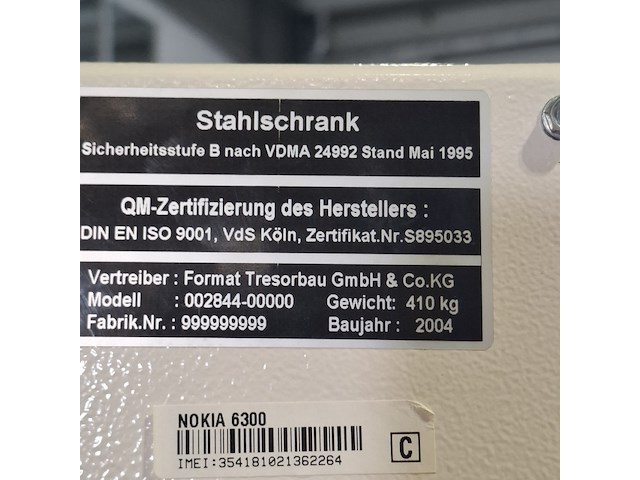 Stahlschrank
Sicherheitsstufe B nach VDMA 24992 Stand Mai 1995
QM-Zertifizierung des Herstellers :
DIN EN ISO 9001, VdS Köln, Zertifikat.Nr.S895033
Vertreiber : Format Tresorbau GmbH & Co.KG
Modell : 002844-00000 Gewicht: 410 kg
Fabrik.Nr. : 999999999 Baujahr : 2004
NOKIA 6300
IMEI:354181021362264
C